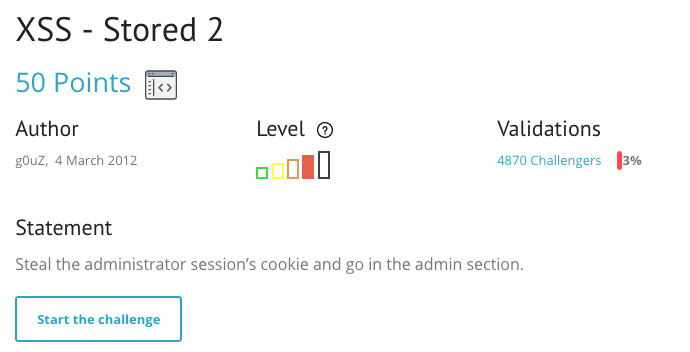 XSS - Stored 2
50 Points
Author
Level ?
Validations
g0uZ, 4 March 2012
4870 Challengers 3%
Statement
Steal the administrator session’s cookie and go in the admin section.
Start the challenge